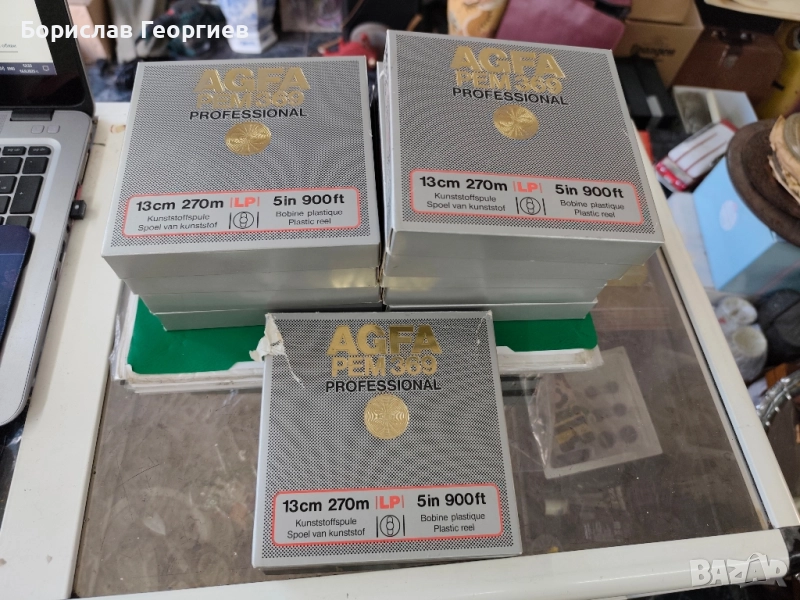 Борислав Георгиев
AGFA
PEM 369
PROFESSIONAL
13cm 270m |LP| 5in 900ft
Kunststoffspule Bobine plastique
Spoel van kunststof Plastic reel
AGFA
PEM 369
PROFESSIONAL
13cm 270m |LP| 5in 900ft
Kunststoffspule Bobine plastique
Spoel van kunststof Plastic reel
AGFA
PEM 369
PROFESSIONAL
13cm 270m |LP| 5in 900ft
Kunststoffspule Bobine plastique
Spoel van kunststof Plastic reel
BAZAR